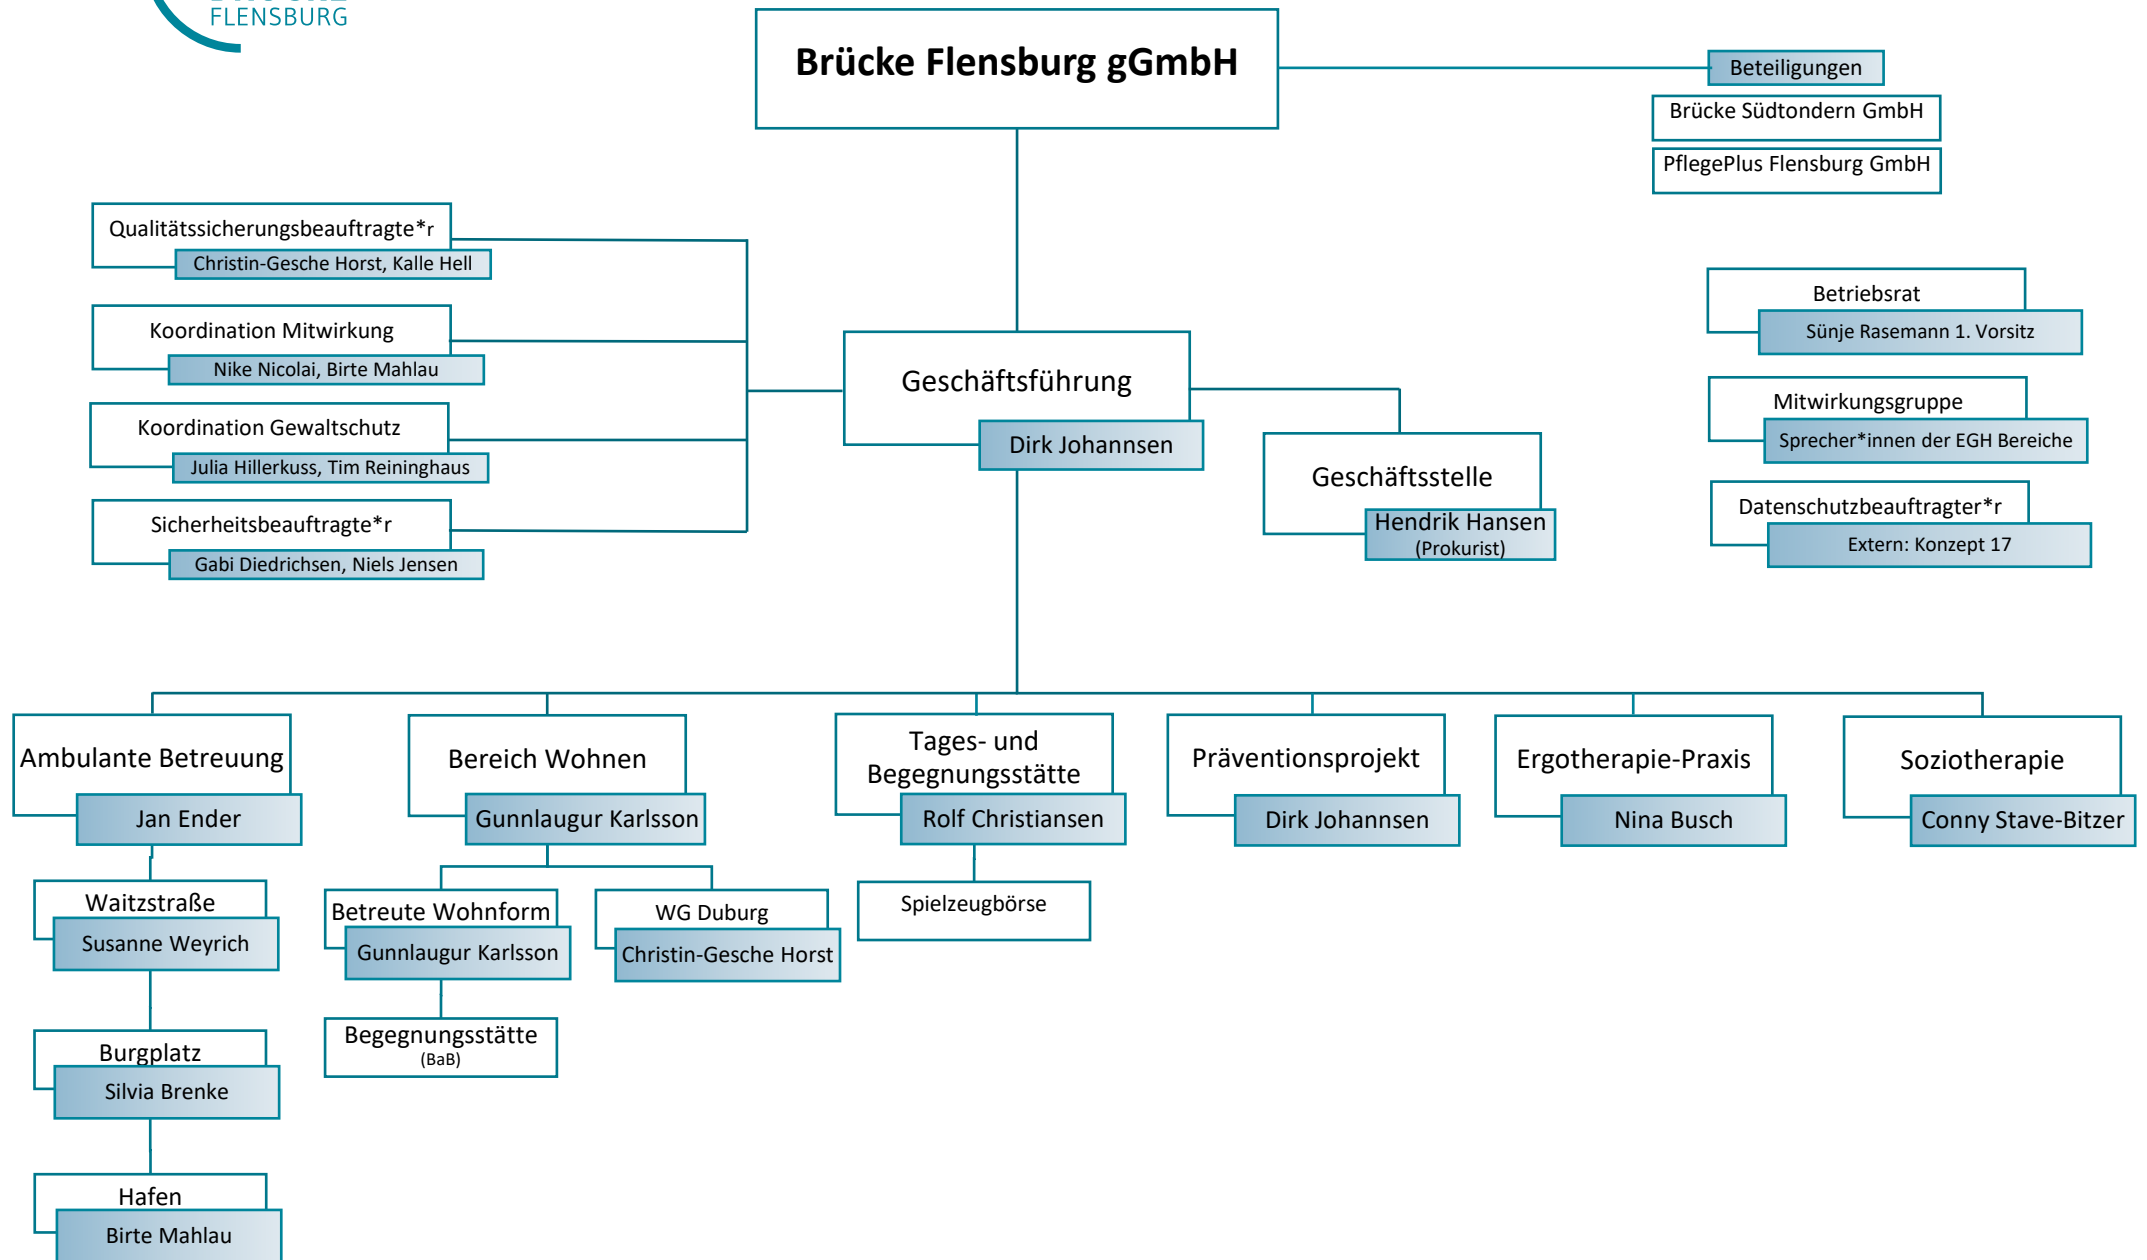 FLENSBURG
Brücke Flensburg gGmbH
Beteiligungen
Brücke Südtondern GmbH
PflegePlus Flensburg GmbH
Qualitätssicherungsbeauftragte*r
Christin-Gesche Horst, Kalle Hell
Koordination Mitwirkung
Nike Nicolai, Birte Mahlau
Koordination Gewaltschutz
Julia Hillerkuss, Tim Reininghaus
Sicherheitsbeauftragte*r
Gabi Diedrichsen, Niels Jensen
Geschäftsführung
Dirk Johannsen
Geschäftsstelle
Hendrik Hansen
(Prokurist)
Betriebsrat
Sünje Rasemann 1. Vorsitz
Mitwirkungsgruppe
Sprecher*innen der EGH Bereiche
Datenschutzbeauftragter*r
Extern: Konzept 17
Ambulante Betreuung
Jan Ender
Waitzstraße
Susanne Weyrich
Burgplatz
Silvia Brenke
Hafen
Birte Mahlau
Bereich Wohnen
Gunnlaugur Karlsson
Betreute Wohnform
Gunnlaugur Karlsson
Begegnungsstätte
(BaB)
WG Duburg
Christin-Gesche Horst
Tages- und
Begegnungsstätte
Rolf Christiansen
Spielzeugbörse
Präventionsprojekt
Dirk Johannsen
Ergotherapie-Praxis
Nina Busch
Soziotherapie
Conny Stave-Bitzer